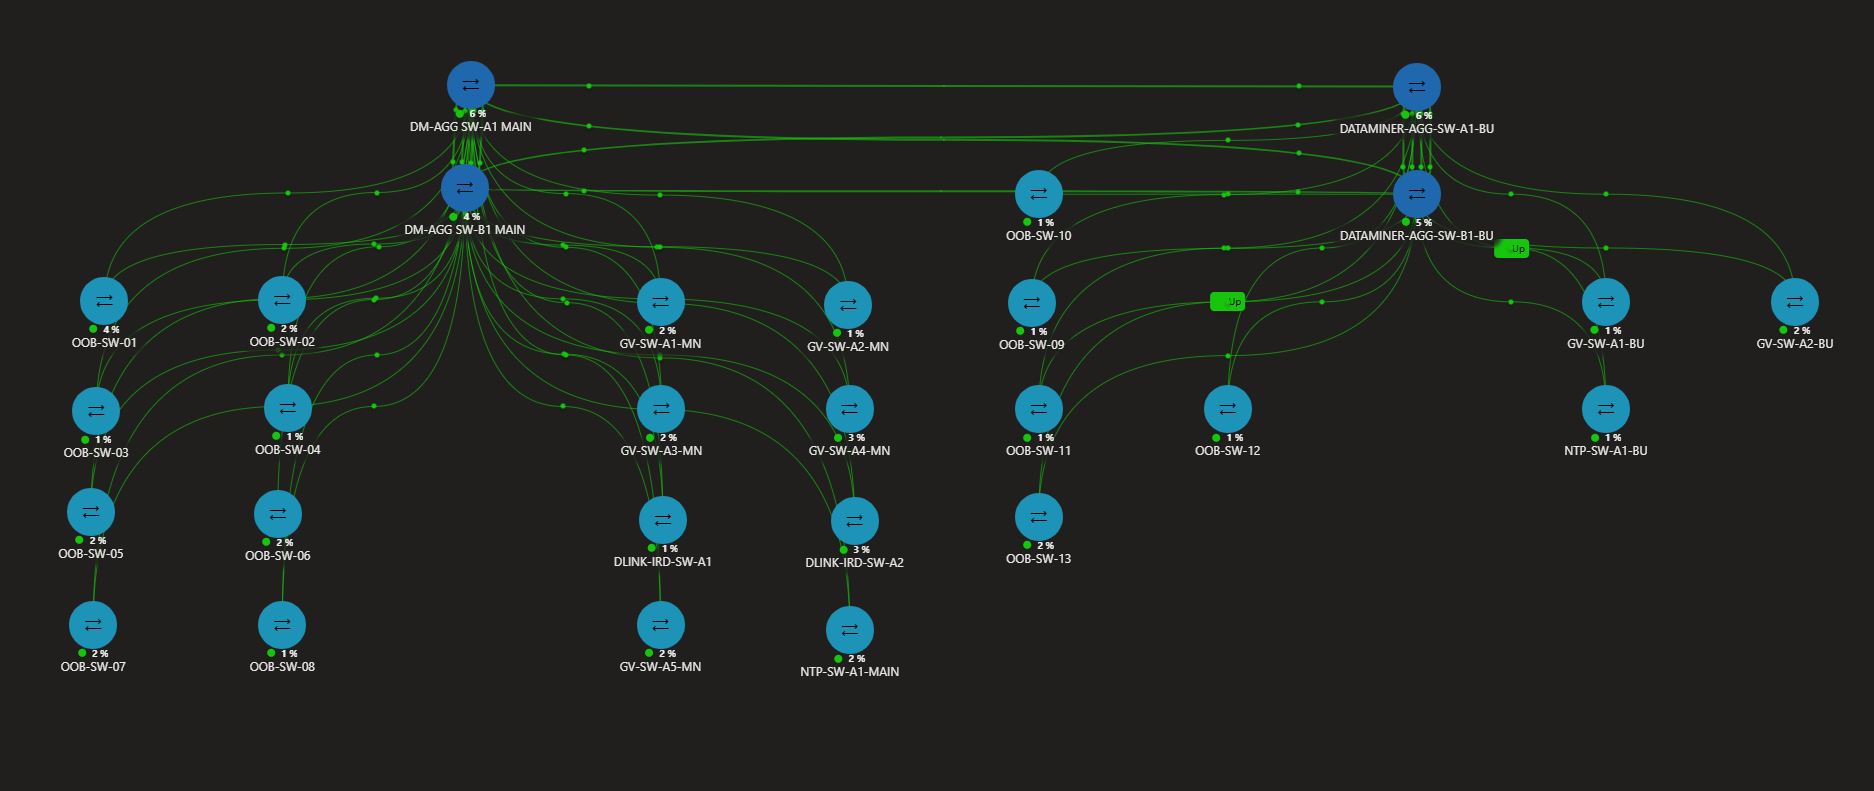 6 %
DM-AGG SW-A1 MAIN
6 %
DATAMINER-AGG-SW-A1-BU
4 %
DM-AGG SW-B1 MAIN
1 %
OOB-SW-10
5 %
DATAMINER-AGG-SW-B1-BU
Up
Up
4 %
OOB-SW-01
2 %
OOB-SW-02
2 %
GV-SW-A1-MN
1 %
GV-SW-A2-MN
1 %
OOB-SW-09
1 %
GV-SW-A1-BU
2 %
GV-SW-A2-BU
1 %
OOB-SW-03
1 %
OOB-SW-04
2 %
GV-SW-A3-MN
3 %
GV-SW-A4-MN
1 %
OOB-SW-11
1 %
OOB-SW-12
1 %
NTP-SW-A1-BU
2 %
OOB-SW-05
2 %
OOB-SW-06
1 %
DLINK-IRD-SW-A1
3 %
DLINK-IRD-SW-A2
2 %
OOB-SW-13
2 %
OOB-SW-07
1 %
OOB-SW-08
2 %
GV-SW-A5-MN
2 %
NTP-SW-A1-MAIN